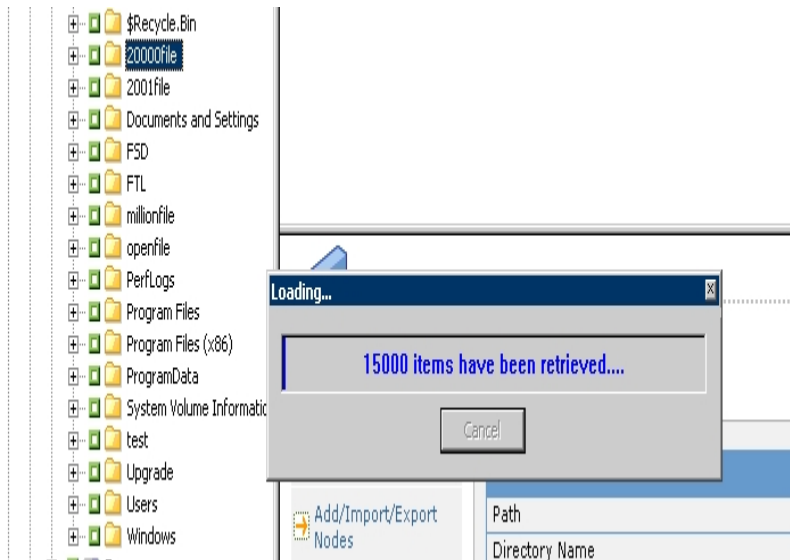 $Recycle.Bin
20000file
2001file
Documents and Settings
FSD
FTL
millionfile
openfile
PerfLogs
Program Files
Program Files (x86)
ProgramData
System Volume Informatic
test
Upgrade
Users
Windows
Loading...
15000 items have been retrieved....
Cancel
Add/Import/Export
Nodes
Path
Directory Name